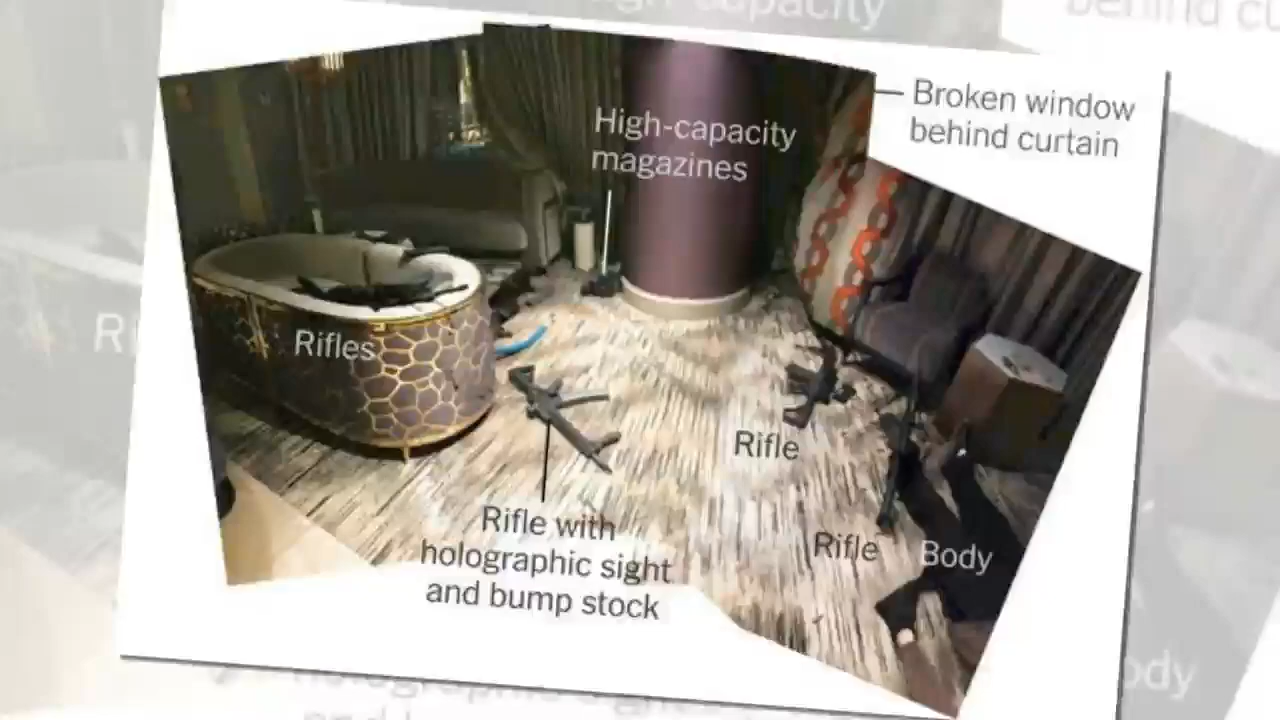 High-capacity
magazines
Broken window
behind curtain
Rifles
Rifle
Rifle with
holographic sight
and bump stock
Rifle
Body